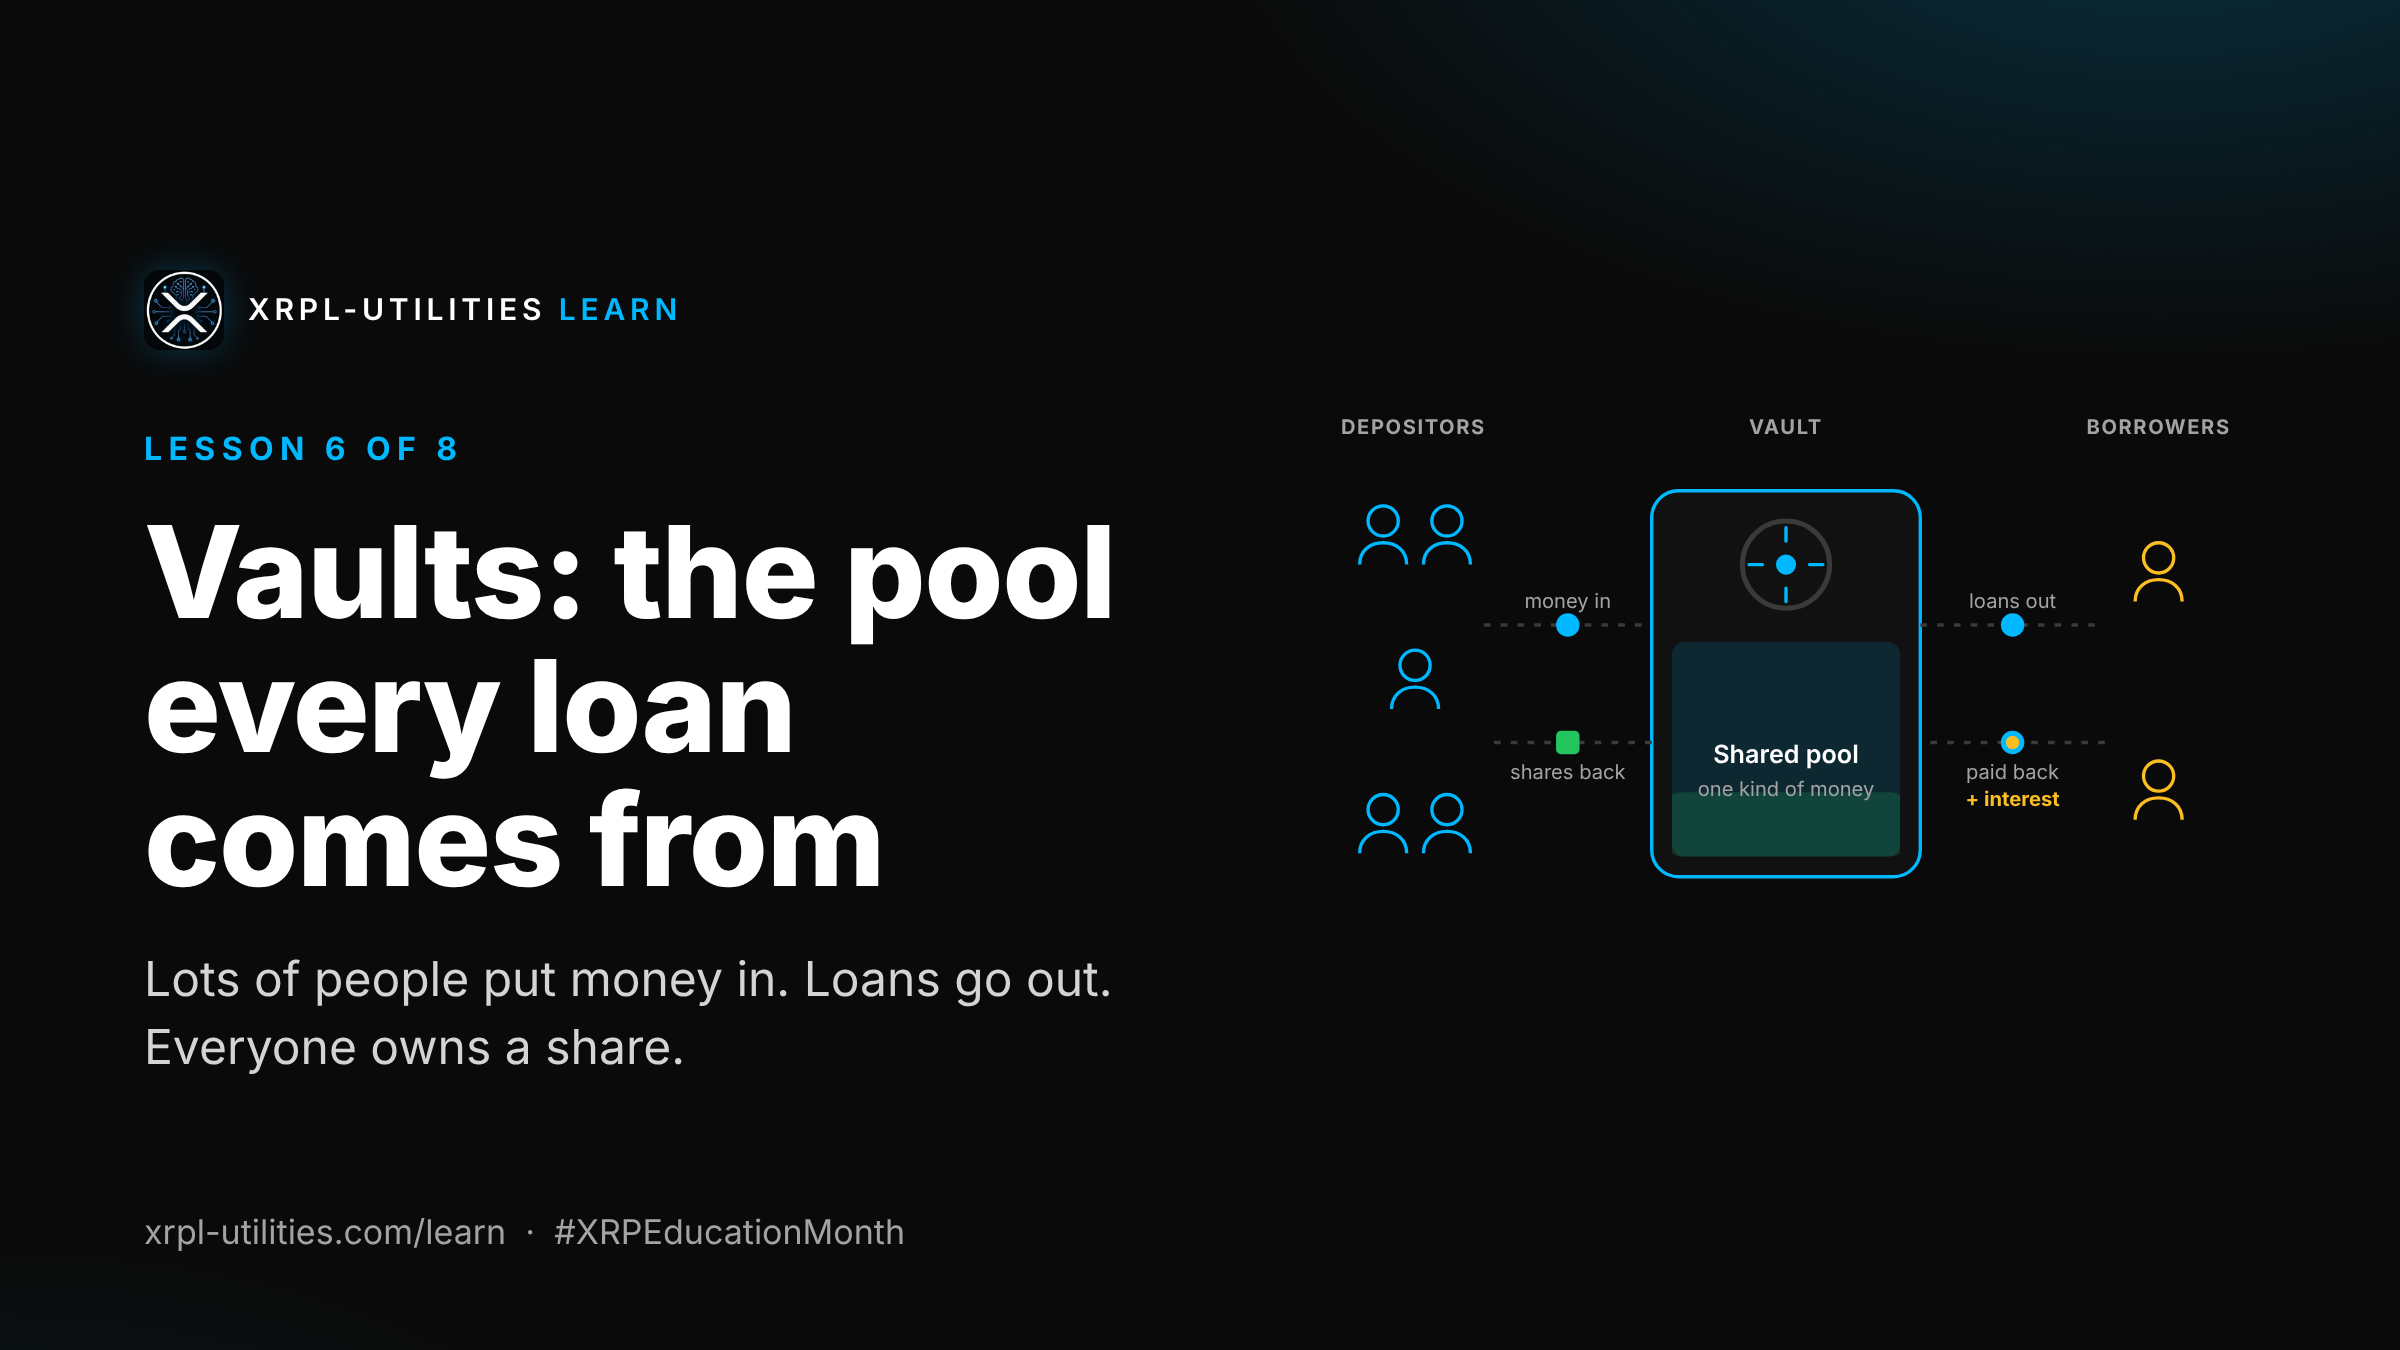 XRPL-UTILITIES LEARN
LESSON 6 OF 8
Vaults: the pool
every loan
comes from
Lots of people put money in. Loans go out.
Everyone owns a share.
xrpl-utilities.com/learn · #XRPEducationMonth
DEPOSITORS
VAULT
BORROWERS
money in
shares back
Shared pool
one kind of money
loans out
paid back
+ interest